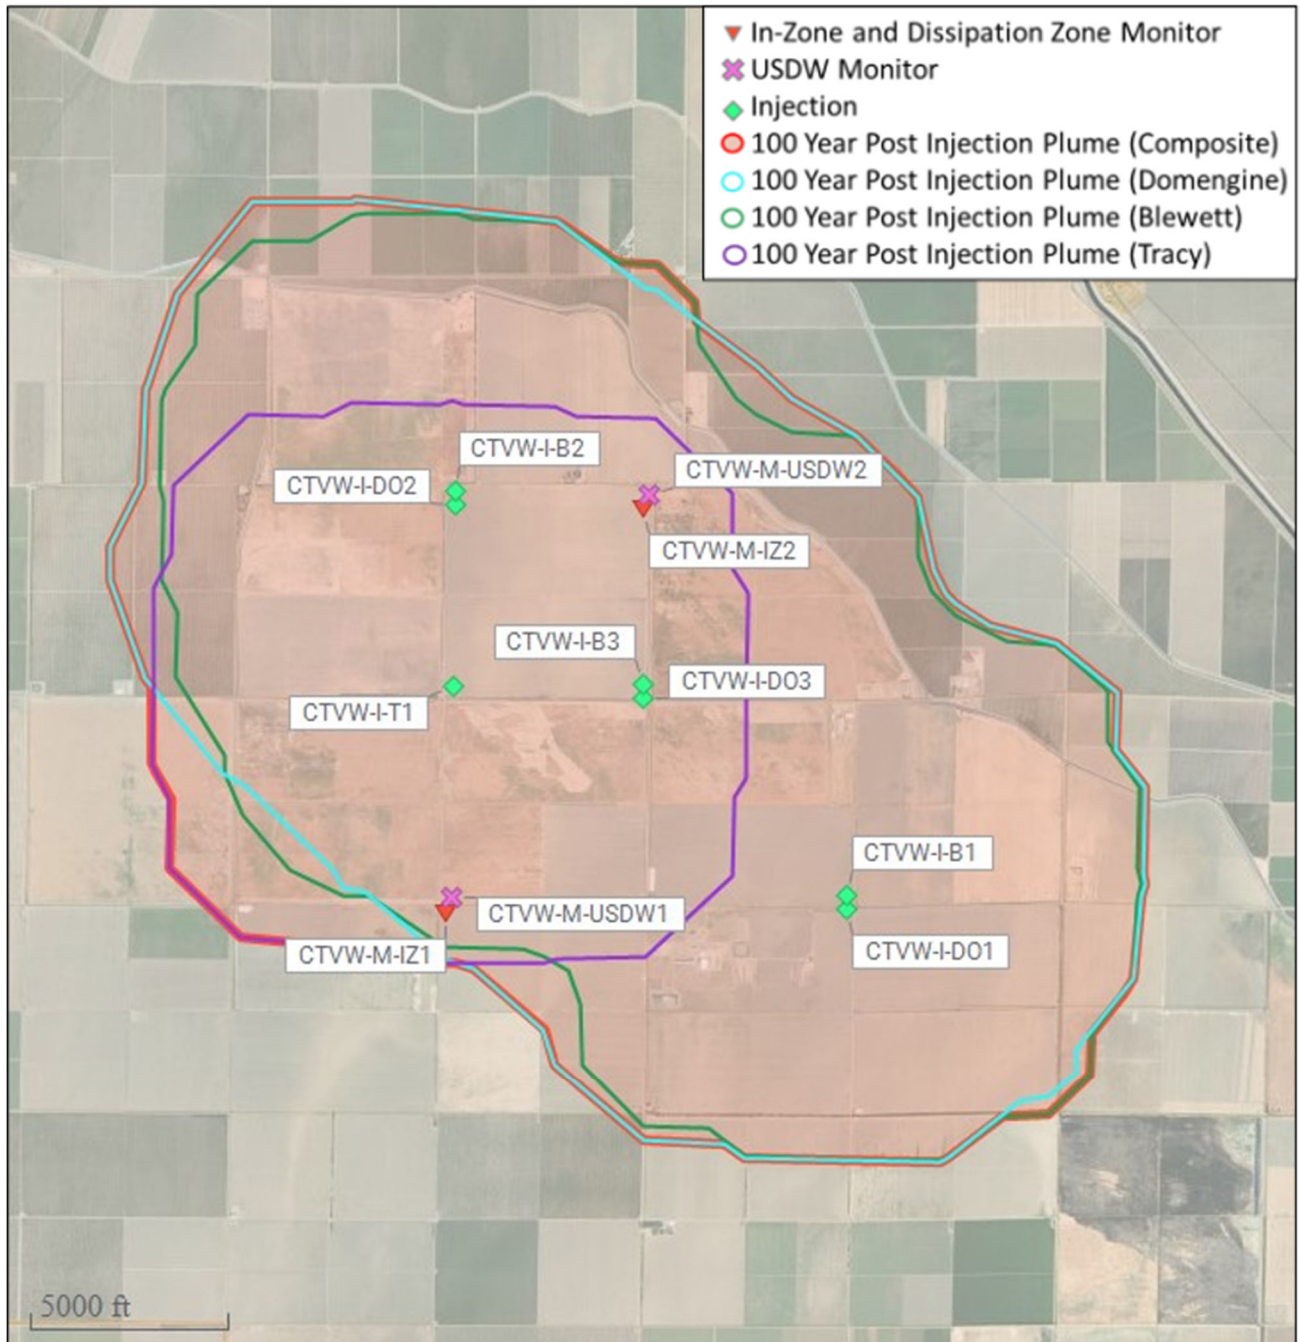 In-Zone and Dissipation Zone Monitor
USDW Monitor
Injection
100 Year Post Injection Plume (Composite)
100 Year Post Injection Plume (Domengine)
100 Year Post Injection Plume (Blewett)
100 Year Post Injection Plume (Tracy)
CTVW-I-B2
CTVW-M-USDW2
CTVW-I-DO2
CTVW-M-IZ2
CTVW-I-B3
CTVW-I-DO3
CTVW-I-T1
CTVW-I-B1
CTVW-M-USDW1
CTVW-M-IZ1
CTVW-I-DO1
5000 ft